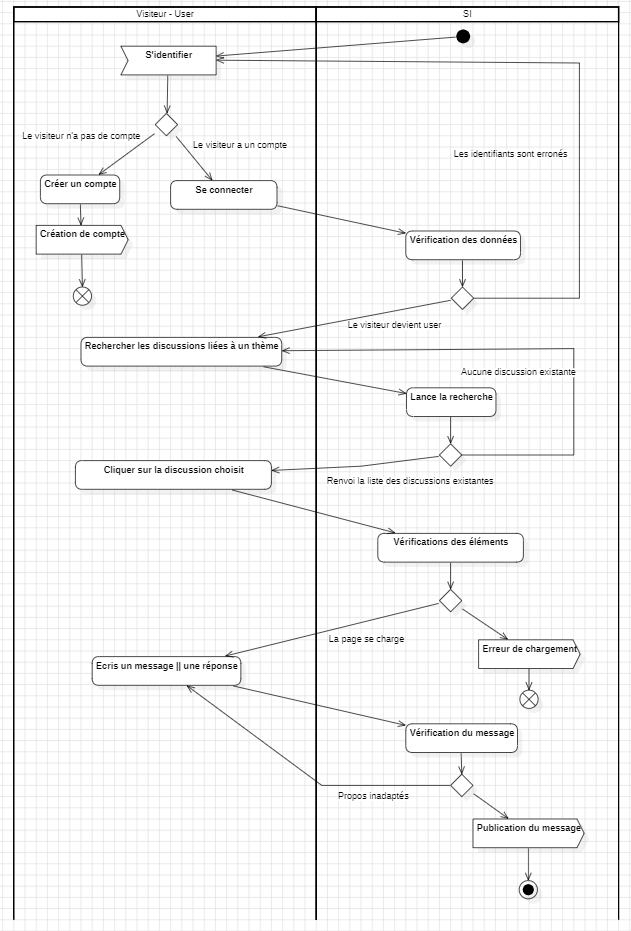 Visiteur - User
SI
S'identifier
Le visiteur n'a pas de compte
Le visiteur a un compte
Les identifiants sont erronés
Créer un compte
Se connecter
Création de compte
Vérification des données
Le visiteur devient user
Rechercher les discussions liées à un thème
Aucune discussion existante
Lance la recherche
Cliquer sur la discussion choisit
Renvoi la liste des discussions existantes
Vérifications des éléments
La page se charge
Erreur de chargement
Ecris un message || une réponse
Vérification du message
Propos inadaptés
Publication du message